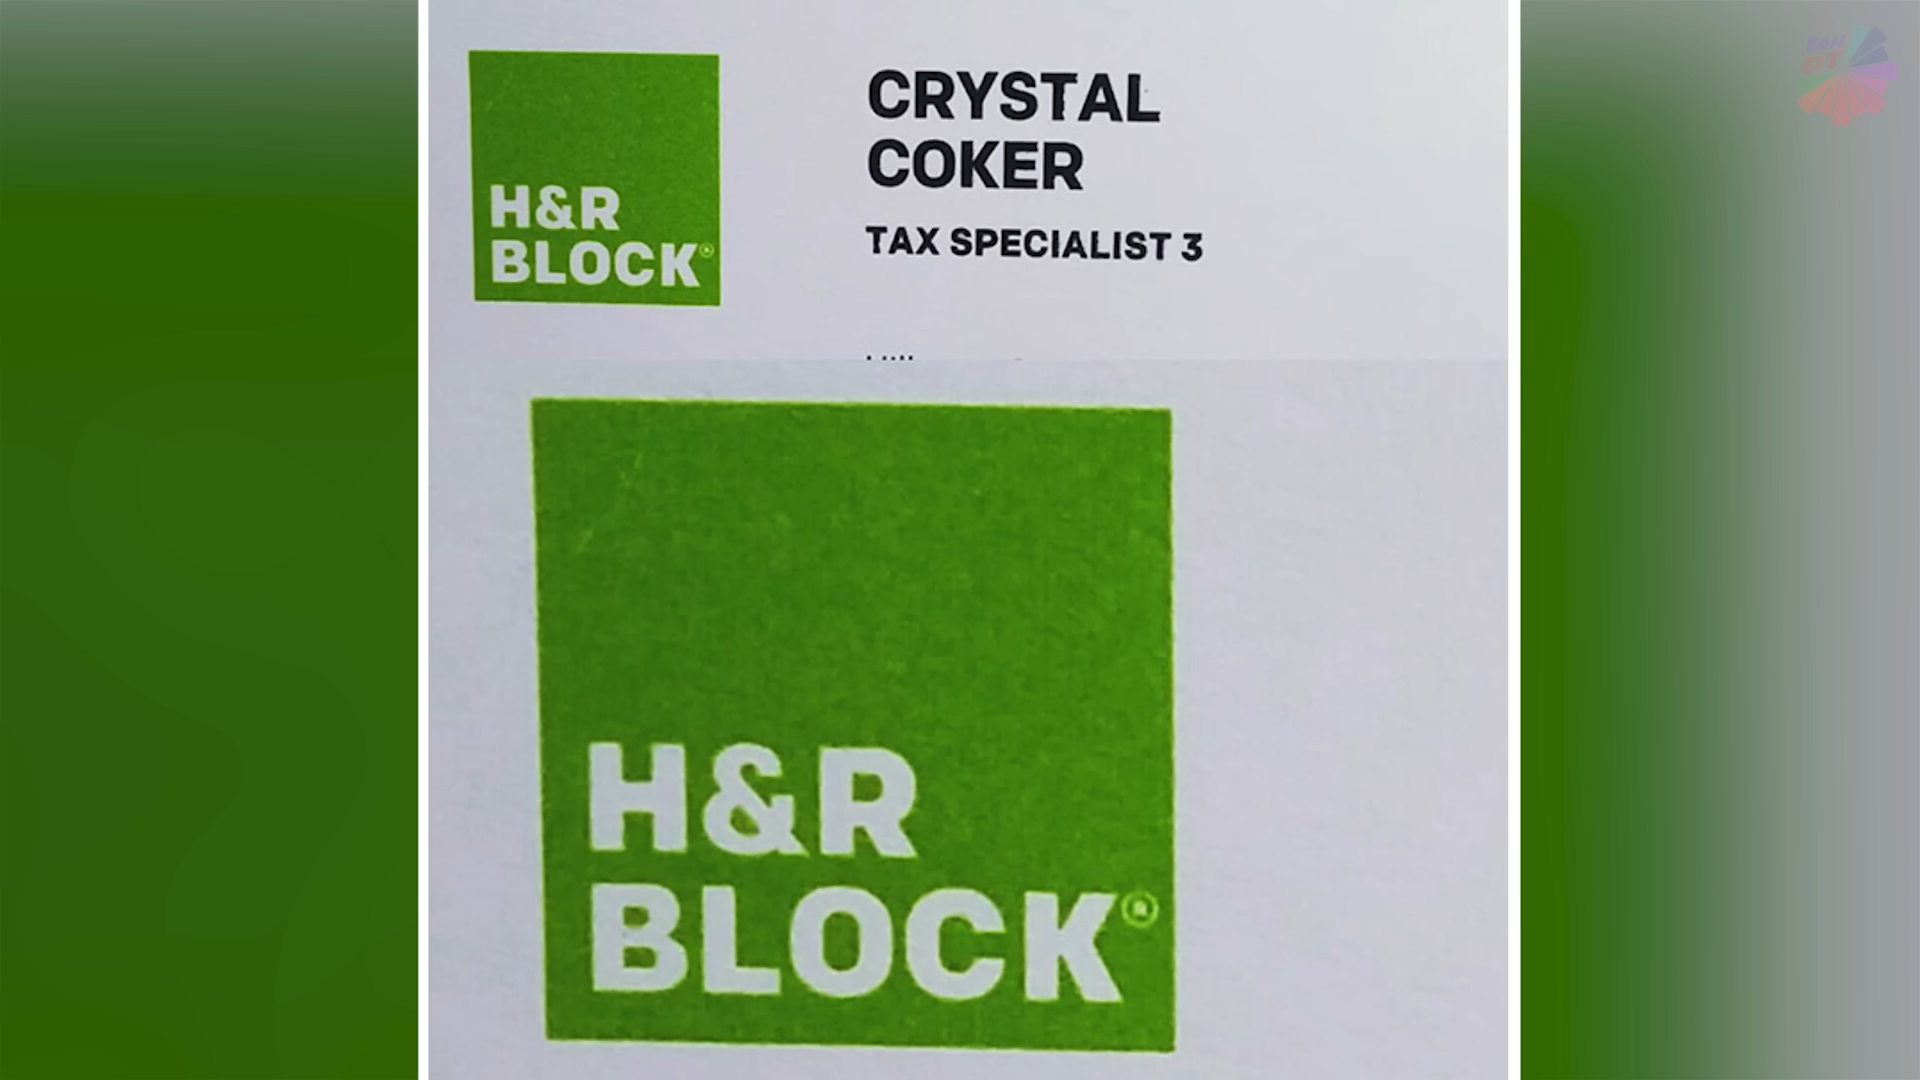 H&R
BLOCK®
CRYSTAL
COKER
TAX SPECIALIST 3
H&R
BLOCK®